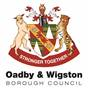 STRONGER TOGETHER
Oadby & Wigston
BOROUGH COUNCIL